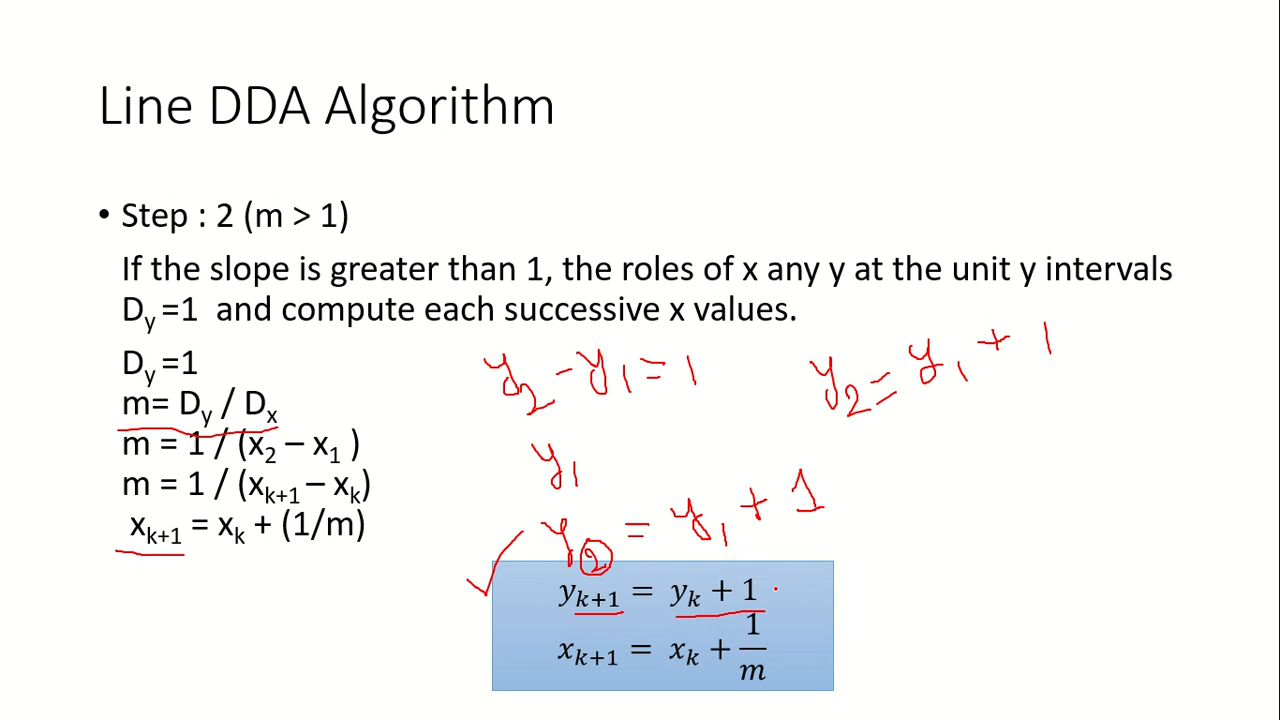 Line DDA Algorithm
• Step : 2 (m > 1)
If the slope is greater than 1, the roles of x any y at the unit y intervals
Dy =1 and compute each successive x values.
Dy =1
y2 - y1 = 1
y2 = y1 + 1
m= Dy / Dx
m = 1 / (x2 – x1 )
y1
m = 1 / (xk+1 – xk)
y2 = y1 + 1
xk+1 = xk + (1/m)
✓
yk+1 = yk + 1
xk+1 = xk + 1/m